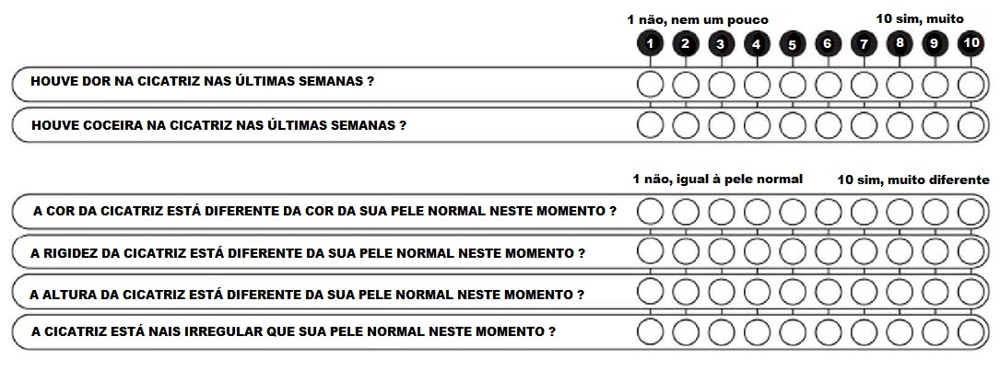 1 não, nem um pouco 10 sim, muito
1 2 3 4 5 6 7 8 9 10
HOUVE DOR NA CICATRIZ NAS ÚLTIMAS SEMANAS ?
HOUVE COCEIRA NA CICATRIZ NAS ÚLTIMAS SEMANAS ?
1 não, igual à pele normal 10 sim, muito diferente
A COR DA CICATRIZ ESTÁ DIFERENTE DA COR DA SUA PELE NORMAL NESTE MOMENTO ?
A RIGIDEZ DA CICATRIZ ESTÁ DIFERENTE DA SUA PELE NORMAL NESTE MOMENTO ?
A ALTURA DA CICATRIZ ESTÁ DIFERENTE DA SUA PELE NORMAL NESTE MOMENTO ?
A CICATRIZ ESTÁ NAIS IRREGULAR QUE SUA PELE NORMAL NESTE MOMENTO ?